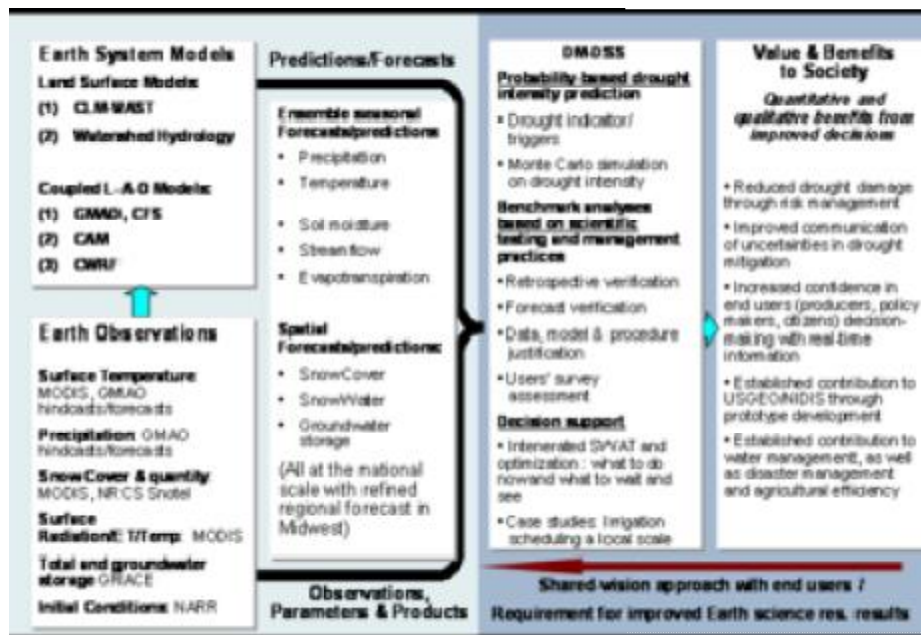 Earth System Models
Land Surface Models:
(1) CLM-WAST
(2) Watershed Hydrology
Coupled L-A-O Models:
(2) CAM
(3) CWRF
Earth Observations
Surface Temperature
MODIS, GMAO
hindcasts/forecasts
Precipitation: GMAO
hindcasts/forecasts
SnowCover & quantity:
MODIS, NRCS Snotel
Surface
Radiation/ET/Temp: MODIS
Total and groundwater
storage GRACE
Initial Conditions: NARR
Predictions/Forecasts
Ensemble seasonal
Forecasts/predictions
• Precipitation
• Temperature
• Soil moisture
• Streamflow
• Evapotranspiration
Spatial
Forecasts/predictions:
• SnowCover
• SnowWater
• Groundwater
storage
(All at the national
scale with refined
regional forecast in
Midwest)
Observations,
Parameters & Products
DMDSS
Probability-based drought
intensity prediction
• Drought indicator/
triggers
• Monte Carlo simulation
on drought intensity
Benchmark analyses
based on scientific
testing and management
practices
• Retrospective verification
• Forecast verification
• Data, model & procedure
justification
• Users' survey
assessment
Decision support
SWAT and
optimization : what to do
now and what to wait and
see
• Case studies: Irrigation
scheduling a local scale
Value & Benefits
to Society
Quantitative and
qualitative benefits from
improved decisions
• Reduced drought damage
through risk management
• Improved communication
of uncertainties in drought
mitigation
• Increased confidence in
end users (producers, policy
makers, citizens) decision-
making with real-time
information
• Established contribution to
USGEO/NIDIS through
prototype development
• Established contribution to
water management, as well
as disaster management
and agricultural efficiency
Shared vision approach with end users /
Requirement for improved Earth science res. results